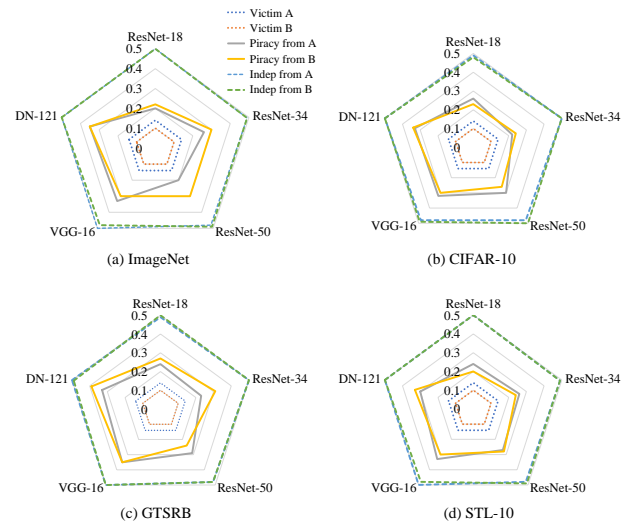 Victim A
Victim B
Piracy from A
Piracy from B
Indep from A
Indep from B
ResNet-18
0.5
0.4
0.3
0.2
0.1
0
ResNet-34
ResNet-50
VGG-16
DN-121
(a) ImageNet
ResNet-18
0.5
0.4
0.3
0.2
0.1
0
ResNet-34
ResNet-50
VGG-16
DN-121
(b) CIFAR-10
ResNet-18
0.5
0.4
0.3
0.2
0.1
0
ResNet-34
ResNet-50
VGG-16
DN-121
(c) GTSRB
ResNet-18
0.5
0.4
0.3
0.2
0.1
0
ResNet-34
ResNet-50
VGG-16
DN-121
(d) STL-10